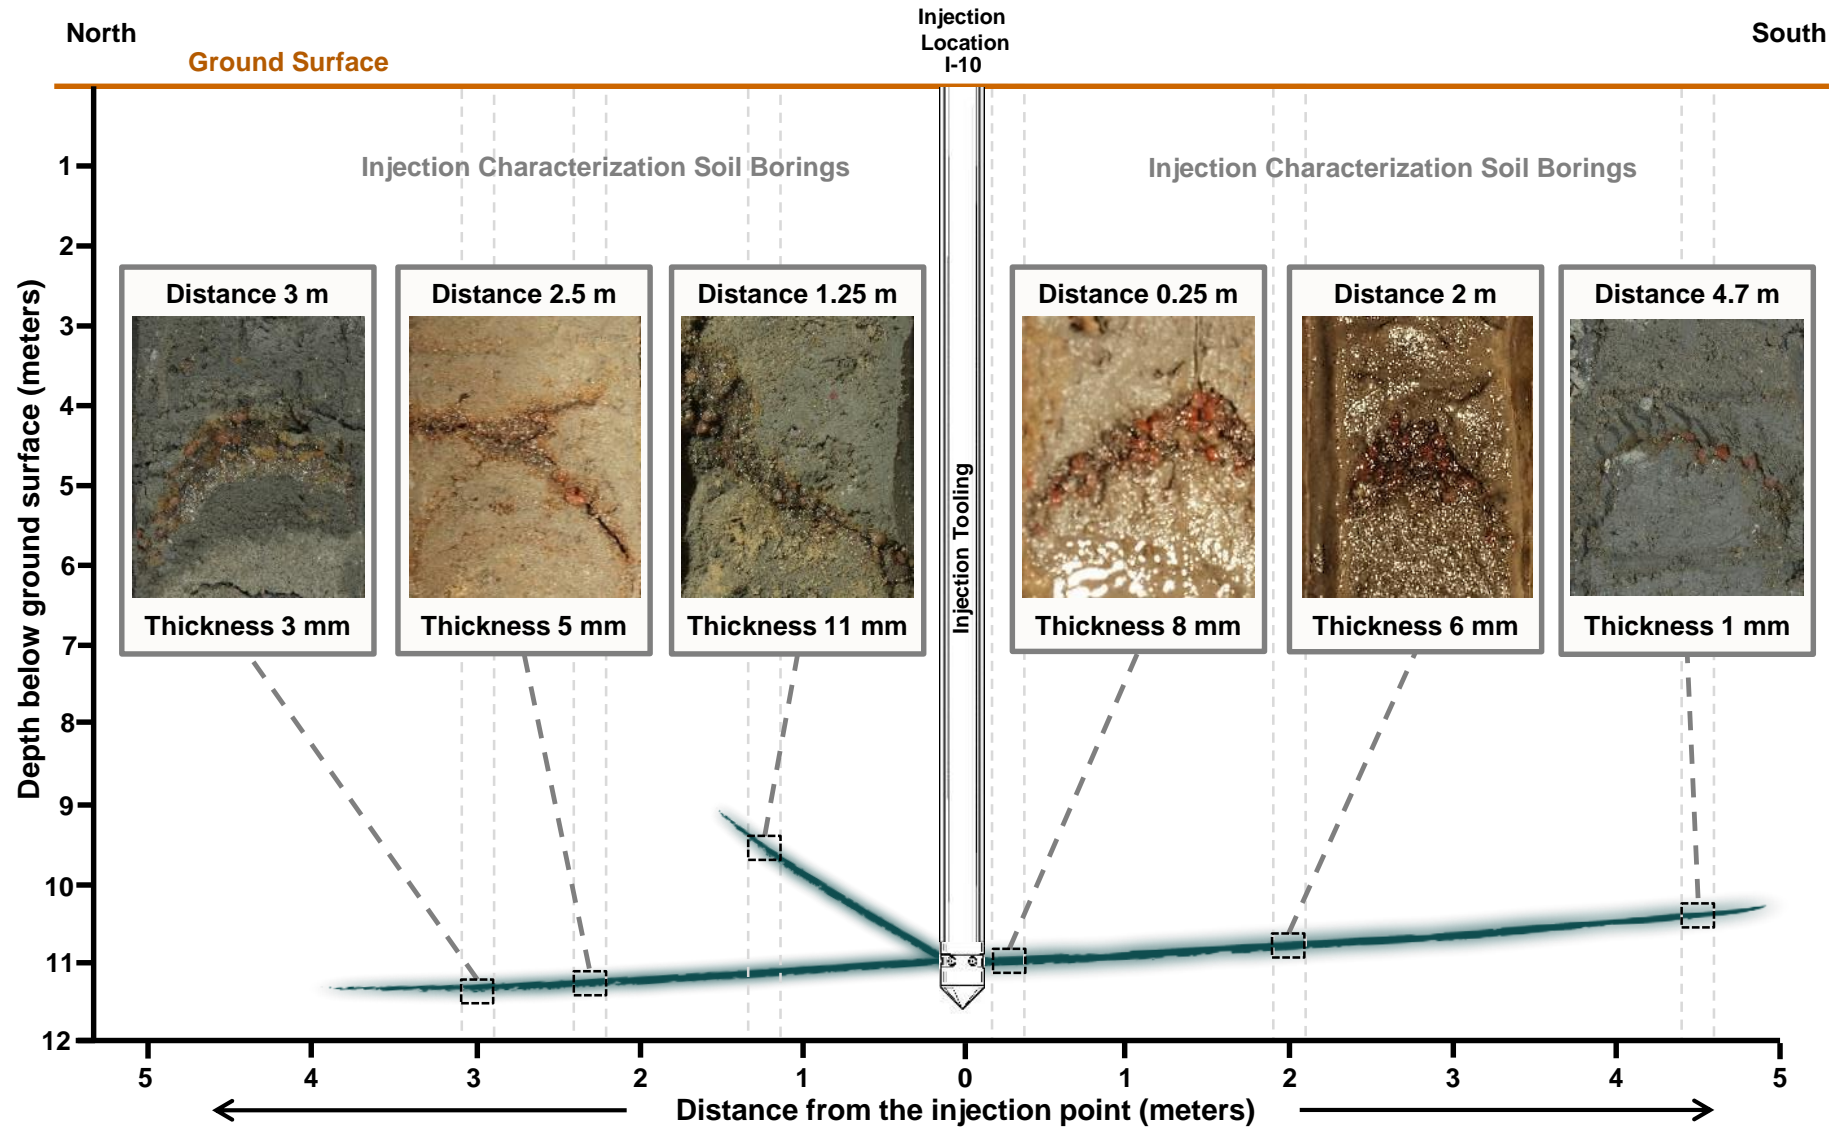 North
Injection
Location
I-10
South
Ground Surface
Injection Characterization Soil Borings
Injection Characterization Soil Borings
Depth below ground surface (meters)
1
2
3
4
5
6
7
8
9
10
11
12
Distance 3 m
Thickness 3 mm
Distance 2.5 m
Thickness 5 mm
Distance 1.25 m
Thickness 11 mm
Injection Tooling
Distance 0.25 m
Thickness 8 mm
Distance 2 m
Thickness 6 mm
Distance 4.7 m
Thickness 1 mm
5 4 3 2 1 0 1 2 3 4 5
Distance from the injection point (meters)